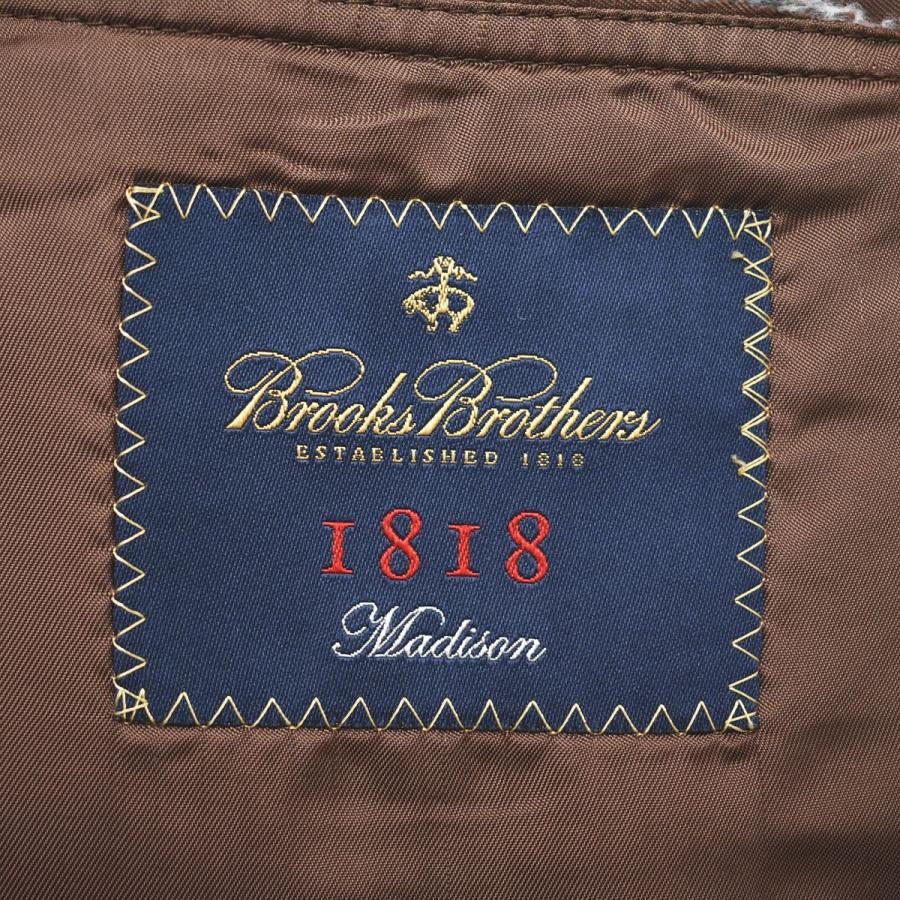 Brooks Brothers
ESTABLISHED 1818
1818
Madison